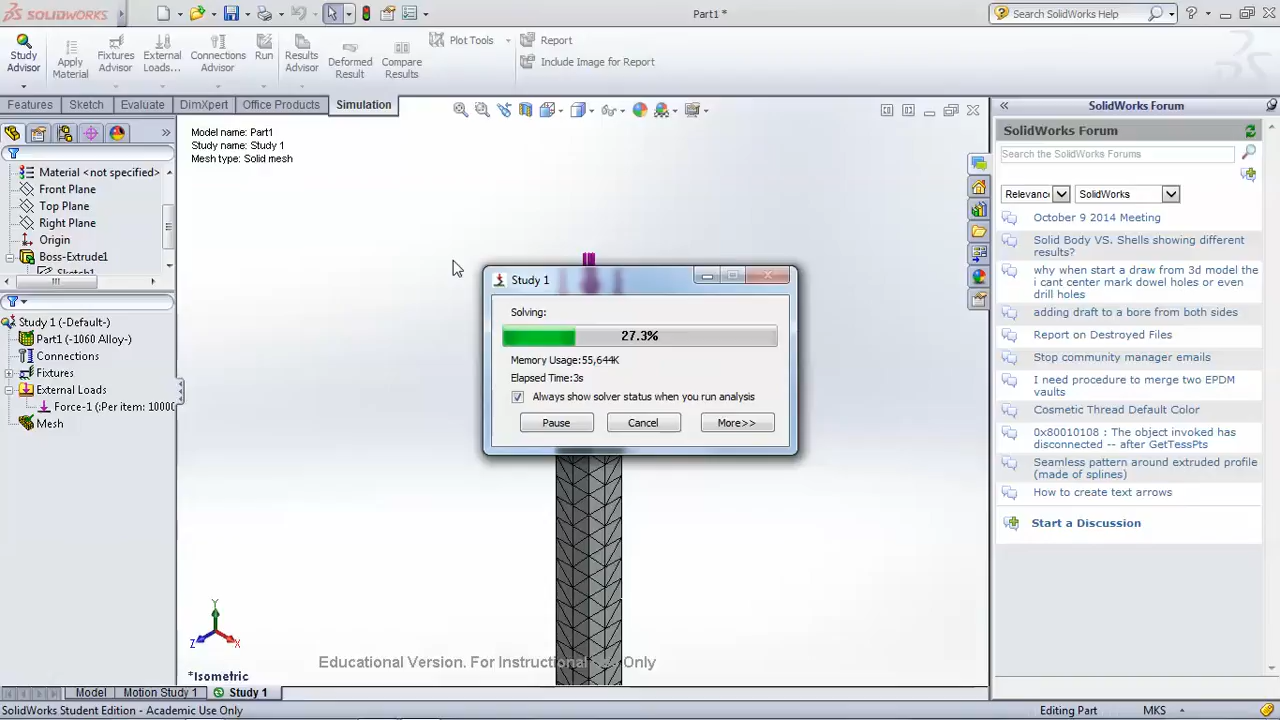 SOLIDWORKS
Part1 *
Search SolidWorks Help
Study Advisor
Apply Material
Fixtures Advisor
External Loads...
Connections Advisor
Run
Results Advisor
Deformed Result
Compare Results
Plot Tools
Report
Include Image for Report
Features
Sketch
Evaluate
DimXpert
Office Products
Simulation
Model name: Part1
Study name: Study 1
Mesh type: Solid mesh
Material <not specified>
Front Plane
Top Plane
Right Plane
Origin
Boss-Extrude1
Sketch1
Study 1 (-Default-)
Part1 (-1060 Alloy-)
Connections
Fixtures
External Loads
Force-1 (:Per item: 10000
Mesh
Study 1
Solving:
27.3%
Memory Usage:55,644K
Elapsed Time:3s
Always show solver status when you run analysis
Pause
Cancel
More>>
SolidWorks Forum
SolidWorks Forum
Search the SolidWorks Forums
Relevanc
SolidWorks
October 9 2014 Meeting
Solid Body VS. Shells showing different
results?
why when start a draw from 3d model the
i cant center mark dowel holes or even
drill holes
adding draft to a bore from both sides
Report on Destroyed Files
Stop community manager emails
I need procedure to merge two EPDM
vaults
Cosmetic Thread Default Color
0x80010108 : The object invoked has
disconnected -- after GetTessPts
Seamless pattern around extruded profile
(made of splines)
How to create text arrows
Start a Discussion
Y
Z
X
Educational Version. For Instructional Use Only
*Isometric
Model
Motion Study 1
Study 1
SolidWorks Student Edition - Academic Use Only
Editing Part
MKS